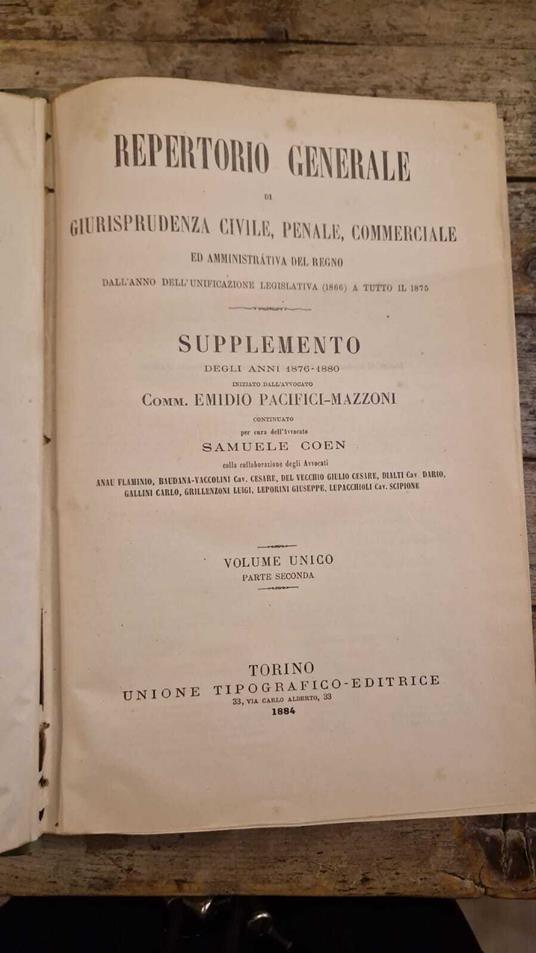 REPERTORIO GENERALE
DI
GIURISPRUDENZA CIVILE, PENALE, COMMERCIALE
ED AMMINISTRATIVA DEL REGNO
DALL'ANNO DELL'UNIFICAZIONE LEGISLATIVA (1866) A TUTTO IL 1875
SUPPLEMENTO
DEGLI ANNI 1876-1880
INIZIATO DALL'AVVOCATO
COMM. EMIDIO PACIFICI-MAZZONI
CONTINUATO
per cura dell'Avvocato
SAMUELE COEN
colla collaborazione degli Avvocati
ANAU FLAMINIO, BAUDANA-VACCOLINI Cav. CESARE, DEL VECCHIO GIULIO CESARE, DIALTI Cav. DARIO,
GALLINI CARLO, GRILLENZONI LUIGI, LEPORINI GIUSEPPE, LUPACCHIOLI Cav. SCIPIONE
VOLUME UNICO
PARTE SECONDA
TORINO
UNIONE TIPOGRAFICO-EDITRICE
33, VIA CARLO ALBERTO, 33
1884